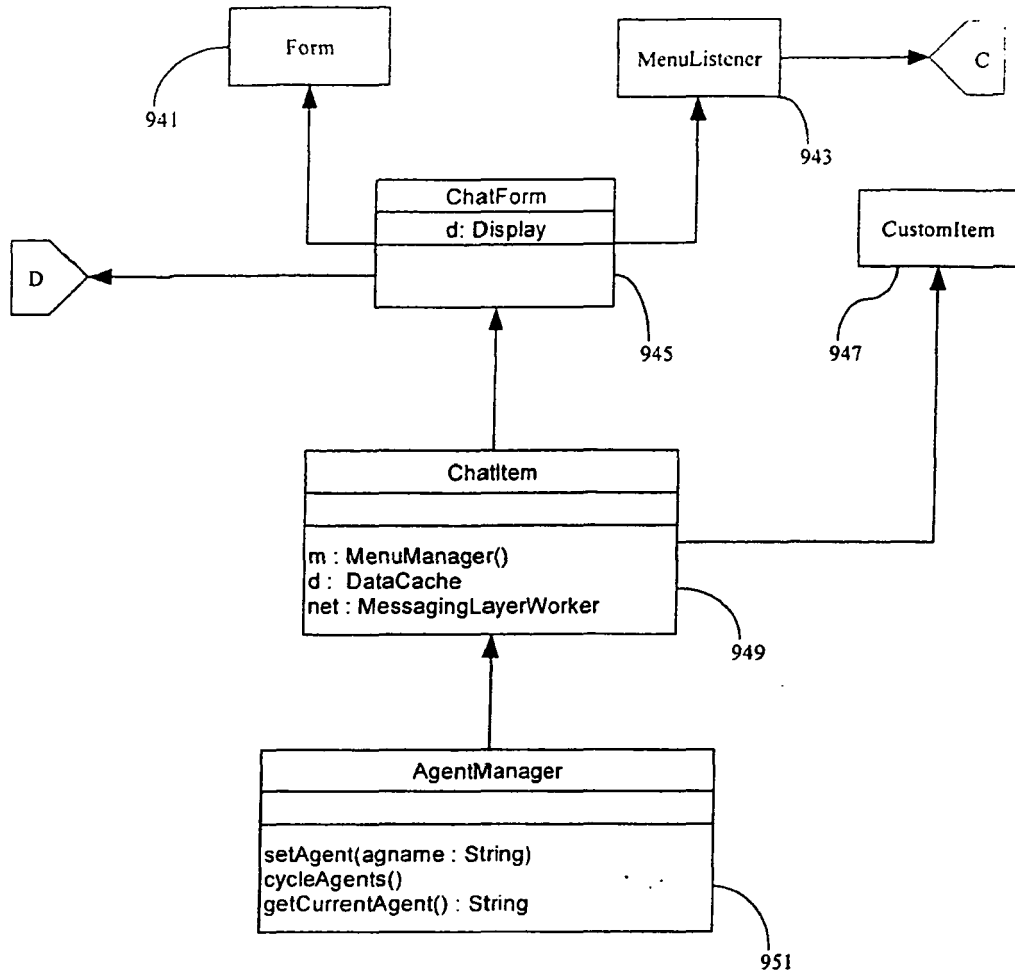 Form
MenuListener
C
941
943
ChatForm
d: Display
CustomItem
D
945
947
ChatItem
m : MenuManager()
d : DataCache
net : MessagingLayerWorker
949
AgentManager
setAgent(agname : String)
cycleAgents()
getCurrentAgent() : String
951